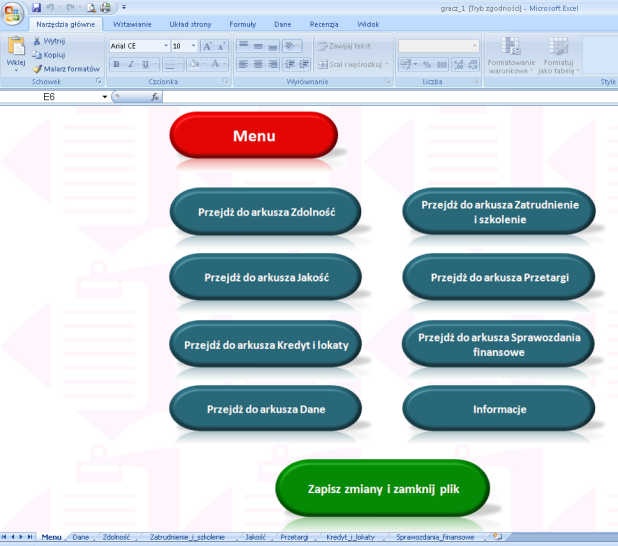 gracz_1 [Tryb zgodności] - Microsoft Excel
Narzędzia główne Wstawianie Układ strony Formuły Dane Recenzja Widok
Wklej
Wytnij
Kopiuj
Malarz formatów
Schowek
Arial CE 10
B I U
Czcionka
Zawijaj tekst
Scal i wyśrodkuj
Wyrównanie
% 000
Liczba
Formatowanie warunkowe
Formatuj jako tabelę
Style
E6 fx
Menu
Przejdź do arkusza Zdolność
Przejdź do arkusza Zatrudnienie
i szkolenie
Przejdź do arkusza Jakość
Przejdź do arkusza Przetargi
Przejdź do arkusza Kredyt i lokaty
Przejdź do arkusza Sprawozdania
finansowe
Przejdź do arkusza Dane
Informacje
Zapisz zmiany i zamknij plik
Menu Dane Zdolność Zatrudnienie_i_szkolenie Jakość Przetargi Kredyt_i_lokaty Sprawozdania_finansowe